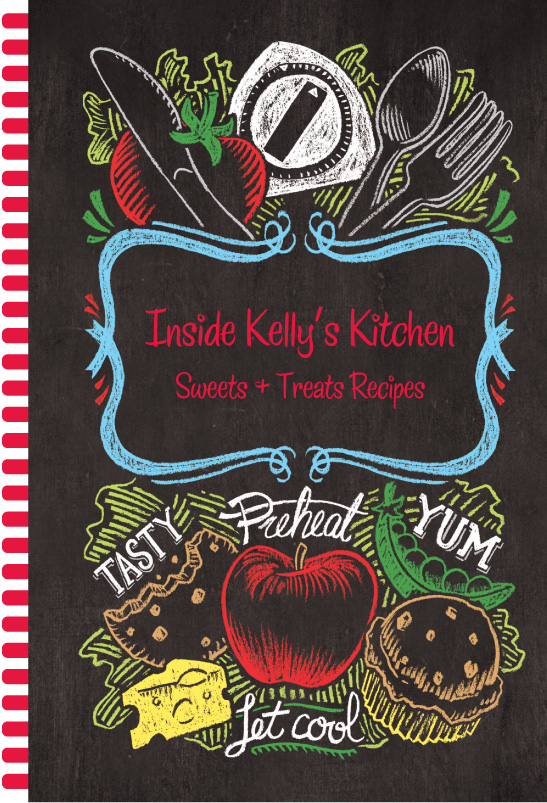 Inside Kelly's Kitchen
Sweets + Treats Recipes
TASTY
Preheat
YUM
Let cool